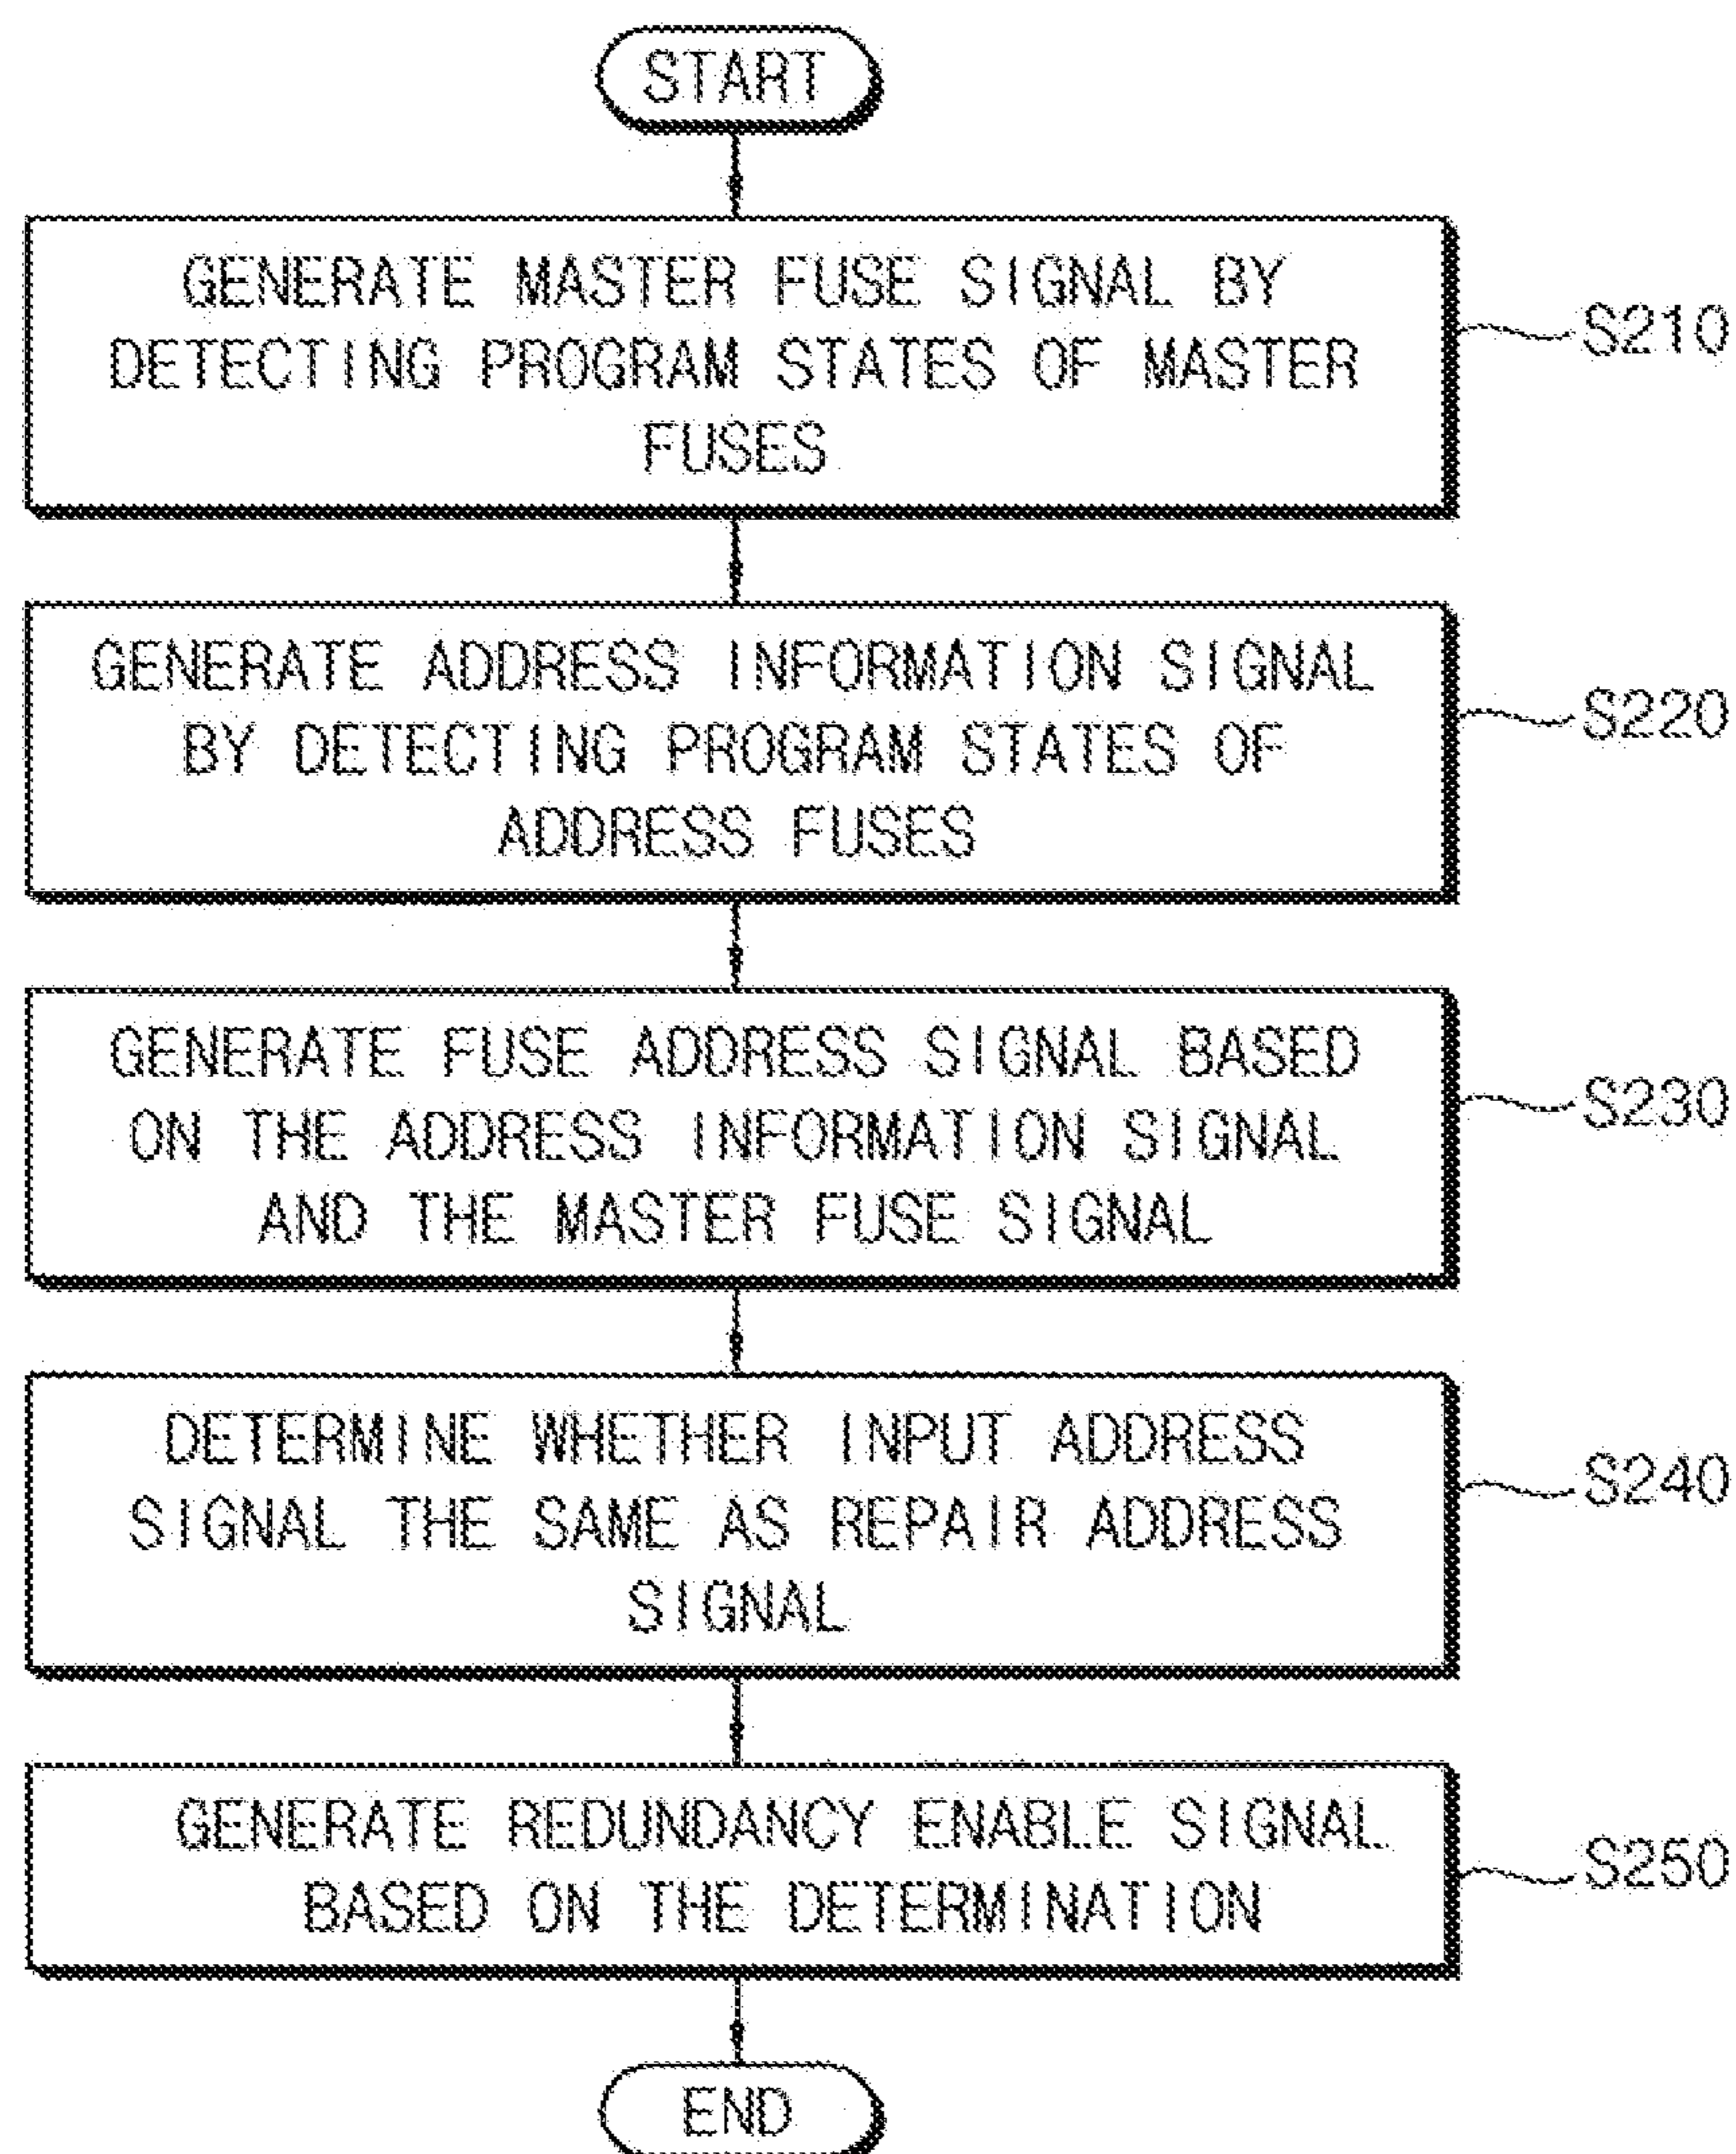 START
GENERATE MASTER FUSE SIGNAL BY
DETECTING PROGRAM STATES OF MASTER
FUSES
S210
GENERATE ADDRESS INFORMATION SIGNAL
BY DETECTING PROGRAM STATES OF
ADDRESS FUSES
S220
GENERATE FUSE ADDRESS SIGNAL BASED
ON THE ADDRESS INFORMATION SIGNAL
AND THE MASTER FUSE SIGNAL
S230
DETERMINE WHETHER INPUT ADDRESS
SIGNAL THE SAME AS REPAIR ADDRESS
SIGNAL
S240
GENERATE REDUNDANCY ENABLE SIGNAL
BASED ON THE DETERMINATION
S250
END